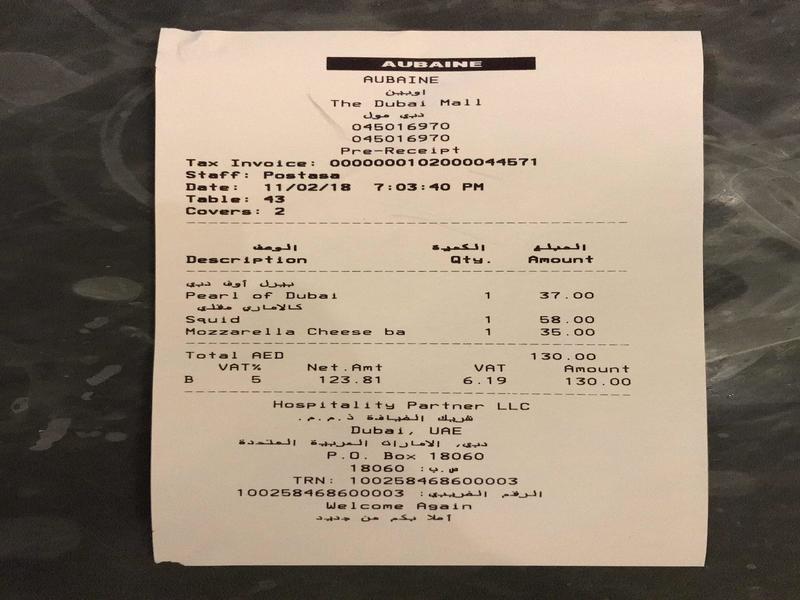 AUBAINE
AUBAINE
اوبيين
The Dubai Mall
دبي مول
045016970
045016970
Pre-Receipt
Tax Invoice: 0000000102000044571
Staff: Postasa
Date: 11/02/18 7:03:40 PM
Table: 43
Covers: 2
الوصف الكمية المبلغ
Description Qty. Amount
بيرل أوف دبي
Pearl of Dubai 1 37.00
كالاماري مقلي
Squid 1 58.00
Mozzarella Cheese ba 1 35.00
Total AED 130.00
VAT% Net.Amt VAT Amount
B 5 123.81 6.19 130.00
Hospitality Partner LLC
شريك الضيافة ذ.م.م.
Dubai, UAE
دبي، الامارات العربية المتحدة
P.O. Box 18060
ص.ب: 18060
TRN: 100258468600003
الرقم الضريبي: 100258468600003
Welcome Again
أهلا بكم من جديد